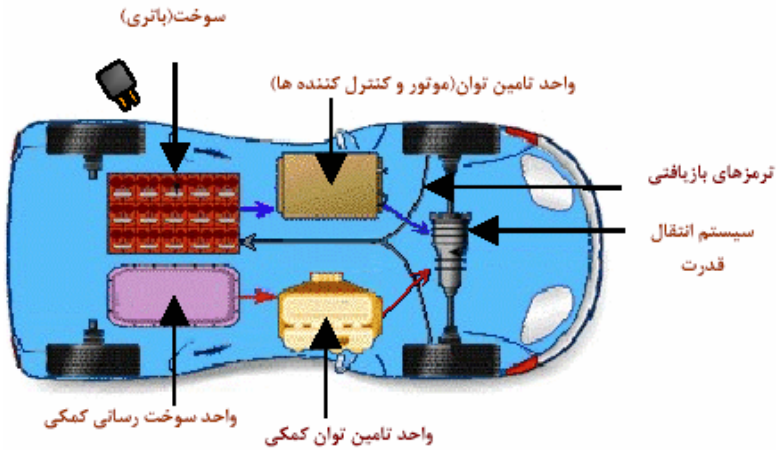 سوخت(باتری)
واحد تامین توان(موتور و کنترل کننده ها)
ترمزهای بازیافتی
سیستم انتقال
قدرت
واحد سوخت رسانی کمکی
واحد تامین توان کمکی